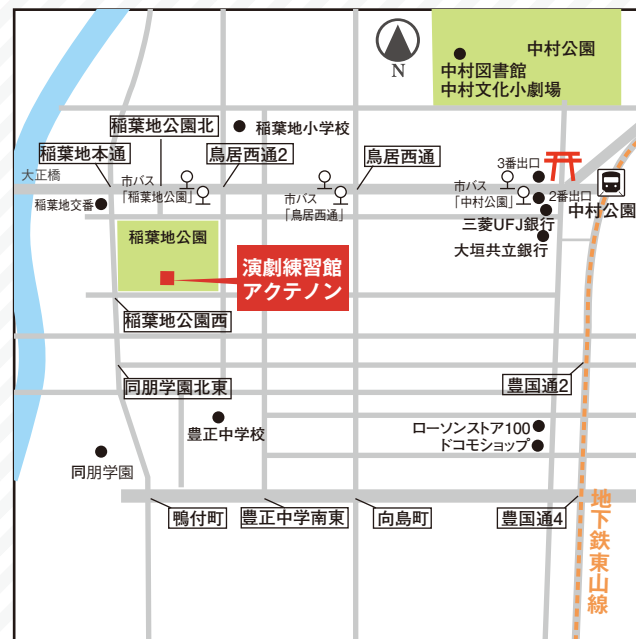 N
中村公園
中村図書館
中村文化小劇場
稲葉地公園北
稲葉地小学校
稲葉地本通
鳥居西通2
鳥居西通
3番出口
大正橋
市バス
「稲葉地公園」
市バス
「鳥居西通」
市バス
「中村公園」
2番出口
中村公園
稲葉地交番
三菱UFJ銀行
大垣共立銀行
稲葉地公園
演劇練習館
アクテノン
稲葉地公園西
同朋学園北東
豊国通2
豊正中学校
ローソンストア100
ドコモショップ
同朋学園
鴨付町
豊正中学南東
向島町
豊国通4
地下鉄東山線